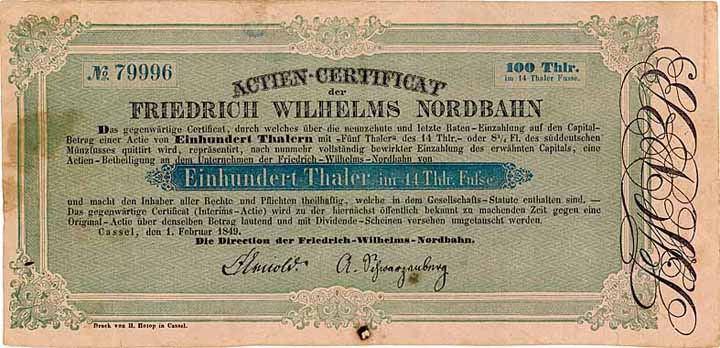 No. 79996
100 Thlr.
im 14 Thaler Fusse.
ACTIEN-CERTIFICAT
der
FRIEDRICH WILHELMS NORDBAHN
Das gegenwärtige Certificat, durch welches über die neunzehnte und letzte Raten-Einzahlung auf den Capital-
Betrag einer Actie von Einhundert Thalern mit »Fünf Thaler« des 14 Thlr.- oder 8¾ Fl. des süddeutschen
Münzfusses quittirt wird, repräsentirt, nach nunmehr vollständig bewirkter Einzahlung des erwähnten Capitals, eine
Actien-Betheiligung an dem Unternehmen der Friedrich-Wilhelms-Nordbahn von
Einhundert Thaler im 14 Thlr. Fuſse
und macht den Inhaber aller Rechte und Pflichten theilhaftig, welche in dem Gesellschafts-Statute enthalten sind. —
Das gegenwärtige Certificat (Interims-Actie) wird zu der hiernächst öffentlich bekannt zu machenden Zeit gegen eine
Original-Actie über denselben Betrag lautend und mit Dividende-Scheinen versehen umgetauscht werden.
Cassel, den 1. Februar 1849.
Die Direction der Friedrich-Wilhelms-Nordbahn.
A. Schwarzenberg
Druck von H. Hotop in Cassel.